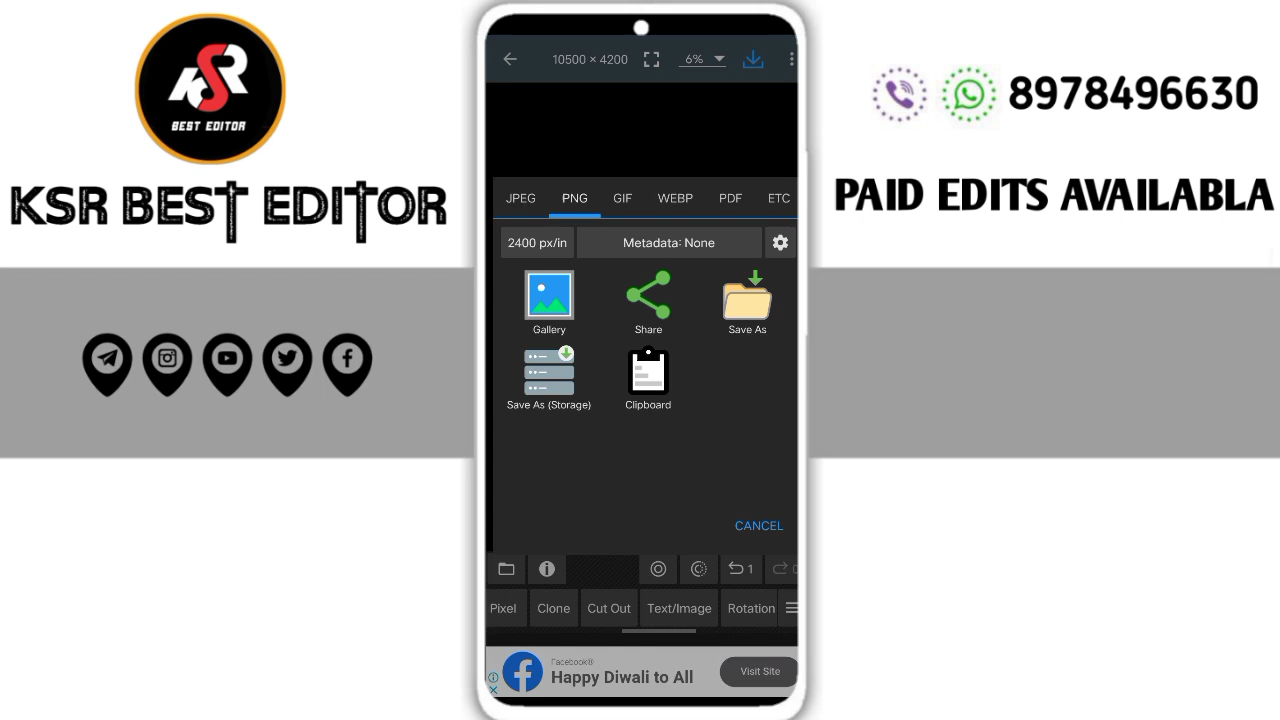 KSR
BEST EDITOR
KSR BEST EDITOR
8978496630
PAID EDITS AVAILABLA
10500 × 4200
6%
JPEG PNG GIF WEBP PDF ETC
2400 px/in Metadata: None
Gallery Share Save As
Save As (Storage) Clipboard
CANCEL
1
Pixel Clone Cut Out Text/Image Rotation
Facebook®
Happy Diwali to All
Visit Site